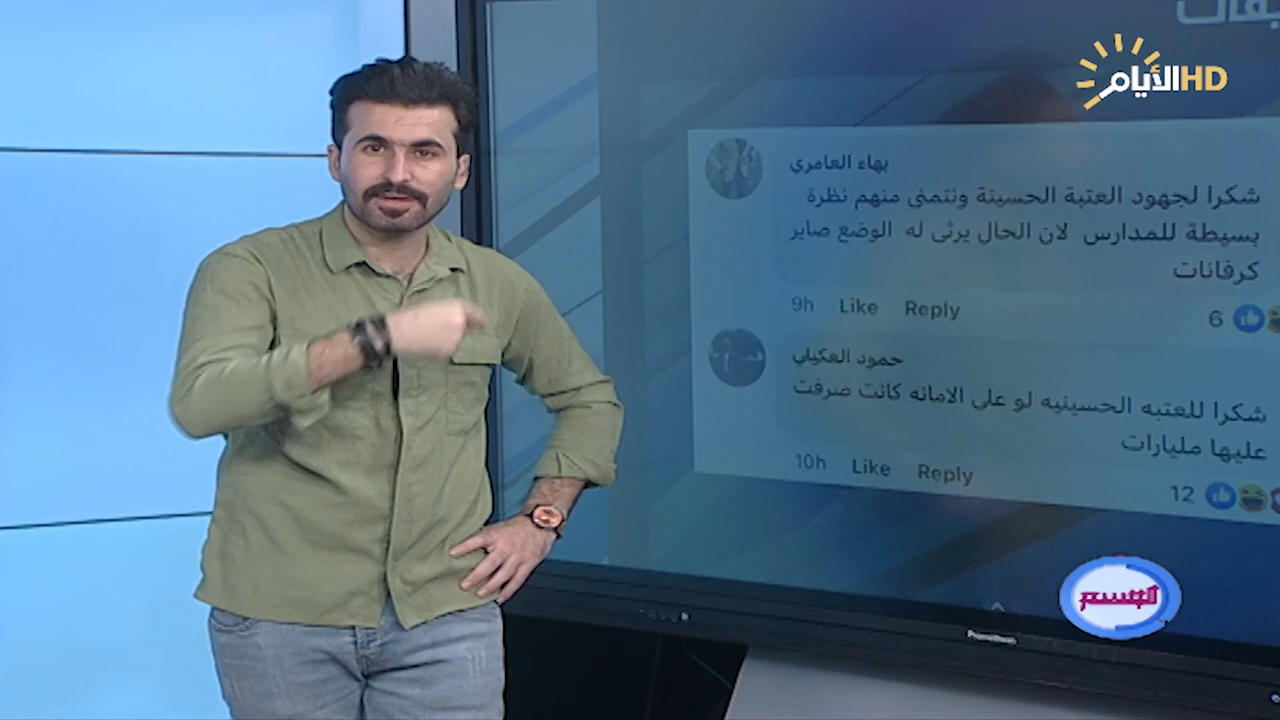 الأيام HD
بهاء العامري
شكرا لجهود العتبة الحسينة ونتمنى منهم نظرة
بسيطة للمدارس لان الحال يرثى له الوضع صاير
كرفانات
9h Like Reply 6
حمود العكيلي
شكرا للعتبه الحسينيه لو على الامانه كانت صرفت
عليها مليارات
10h Like Reply 12